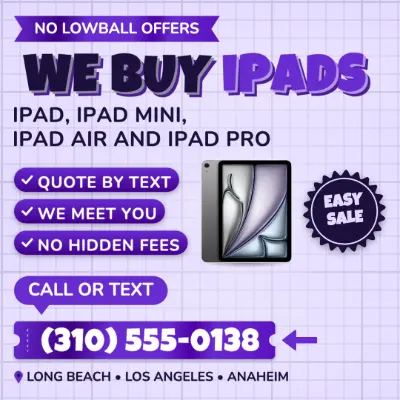 NO LOWBALL OFFERS
WE BUY IPADS
IPAD, IPAD MINI,
IPAD AIR AND IPAD PRO
QUOTE BY TEXT
WE MEET YOU
NO HIDDEN FEES
EASY
SALE
CALL OR TEXT
(310) 555-0138
LONG BEACH • LOS ANGELES • ANAHEIM